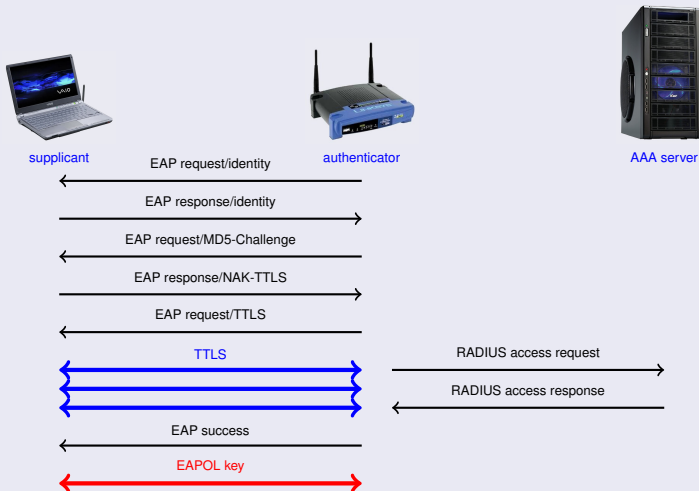 VAIO
supplicant
authenticator
AAA server
EAP request/identity
EAP response/identity
EAP request/MD5-Challenge
EAP response/NAK-TTLS
EAP request/TTLS
TTLS
RADIUS access request
RADIUS access response
EAP success
EAPOL key